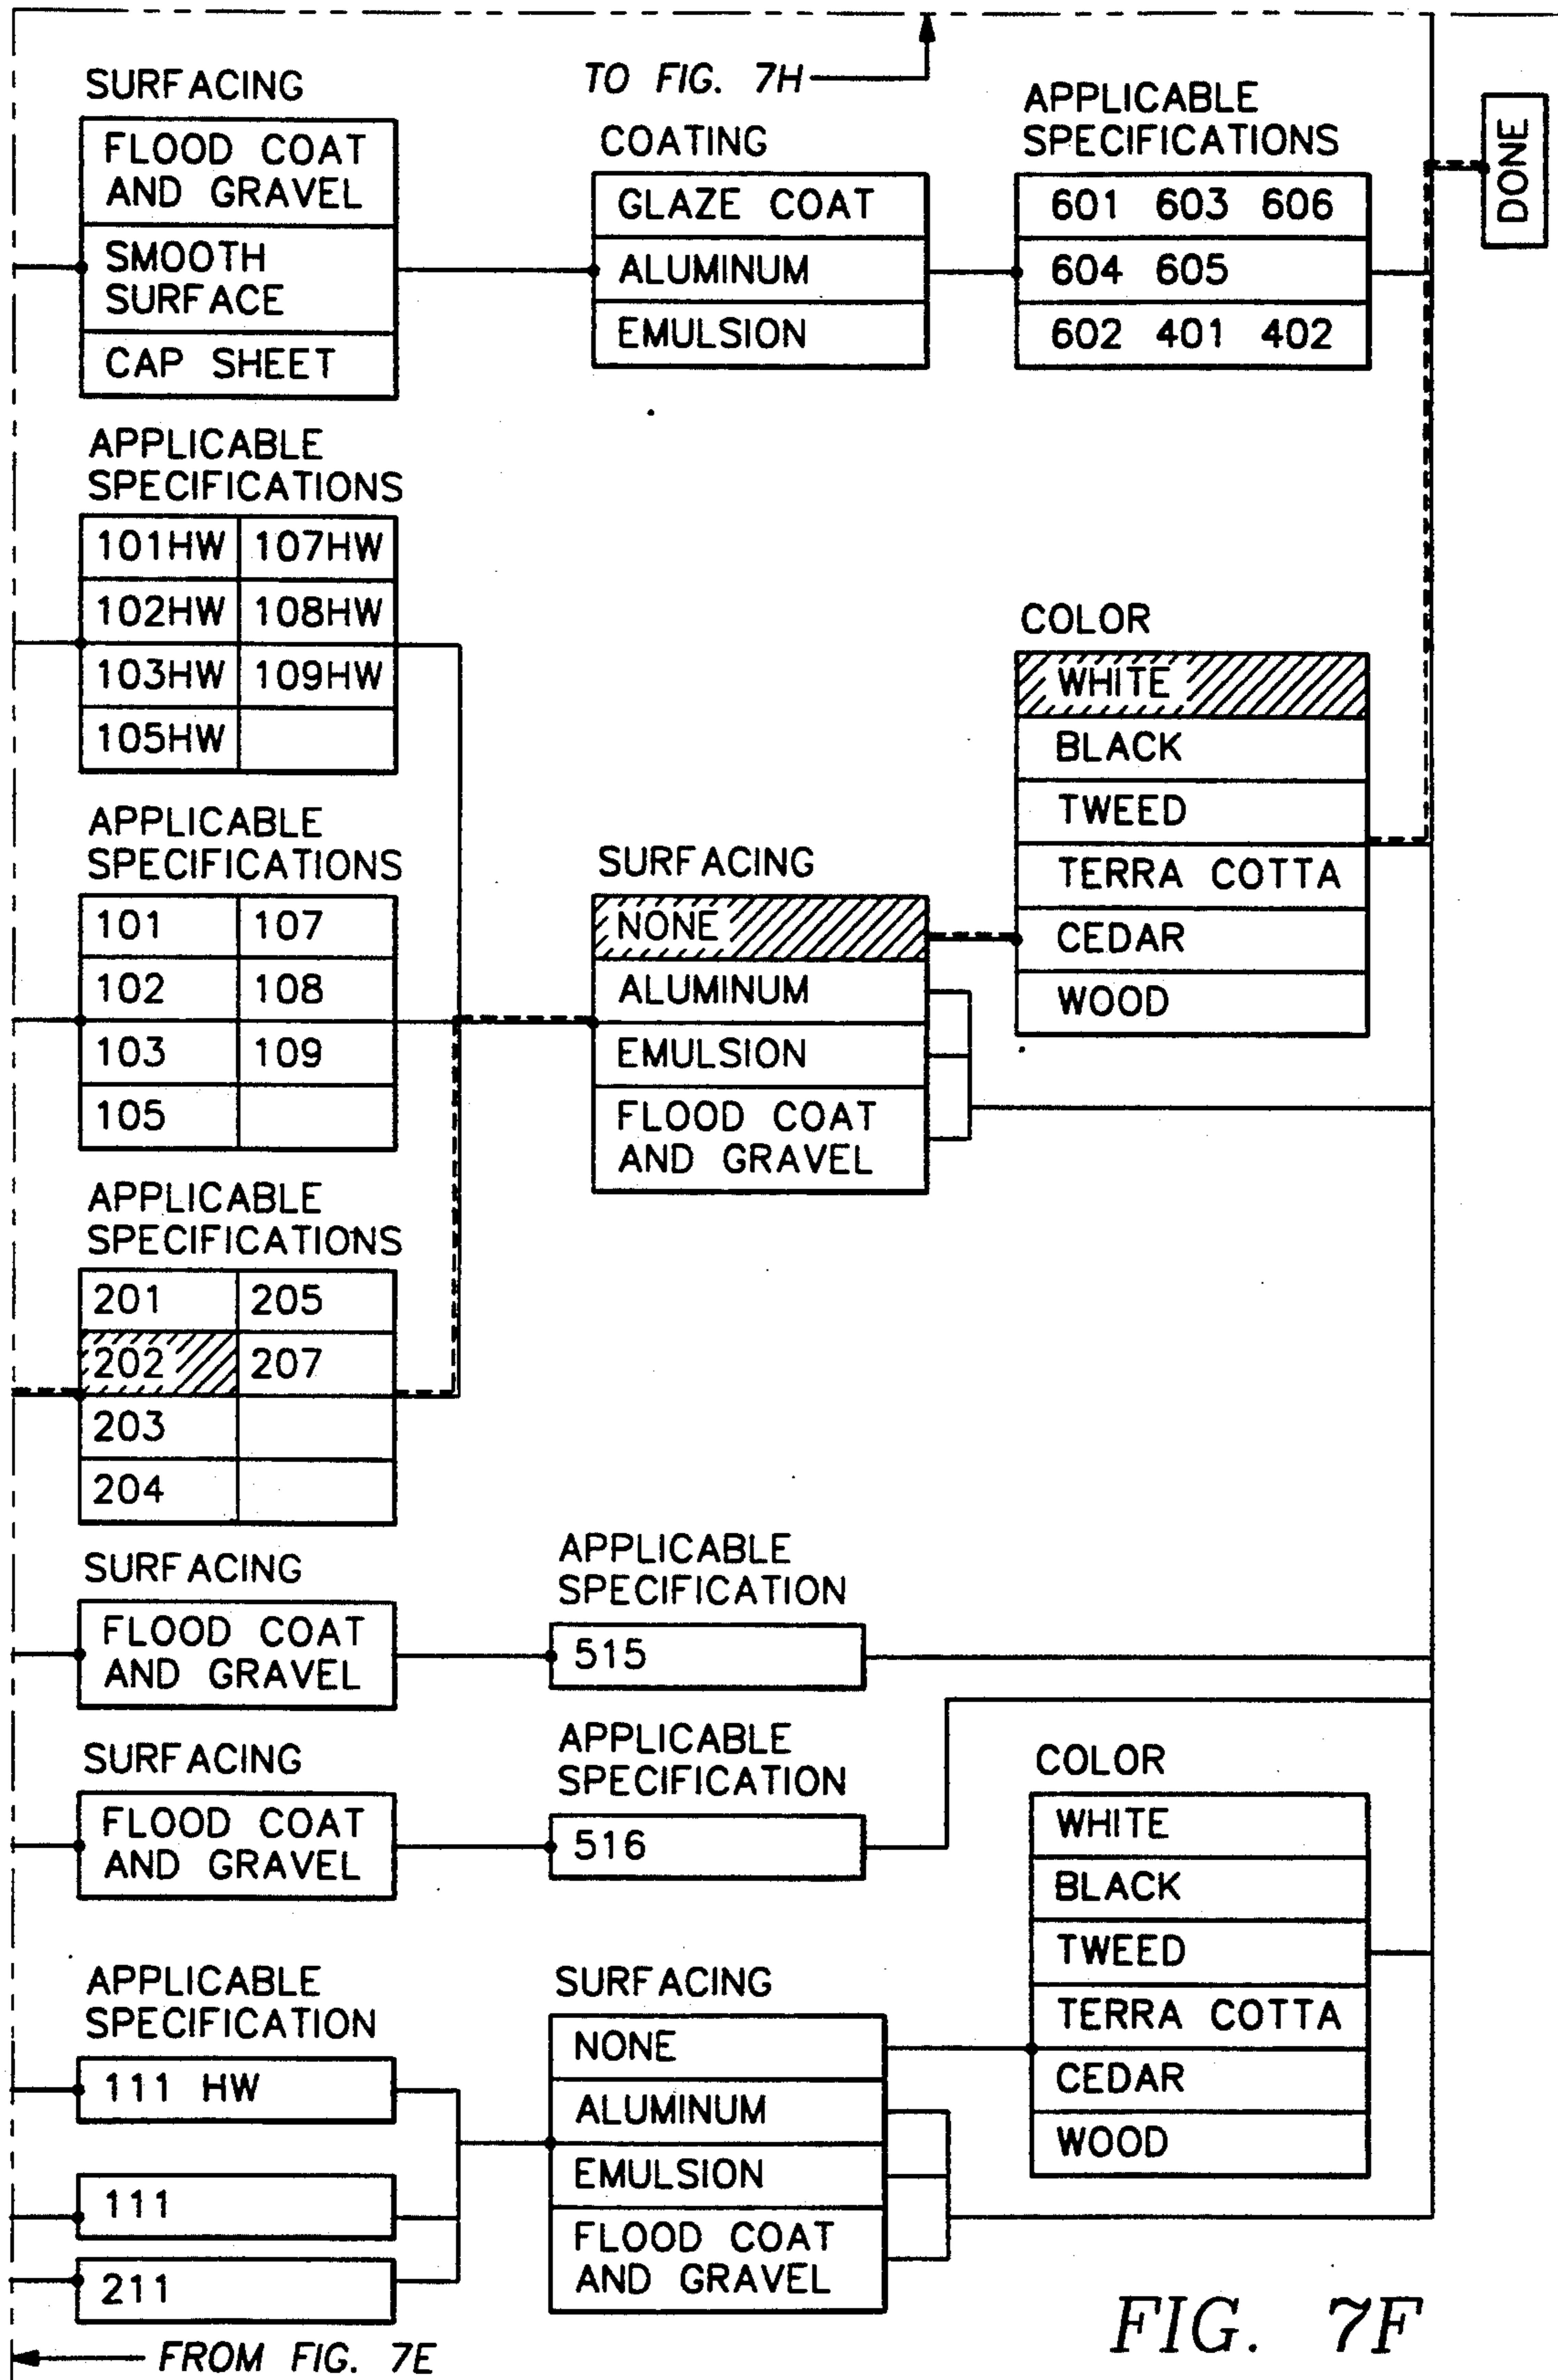 TO FIG. 7H
SURFACING
FLOOD COAT
AND GRAVEL
SMOOTH
SURFACE
CAP SHEET
COATING
GLAZE COAT
ALUMINUM
EMULSION
APPLICABLE
SPECIFICATIONS
601 603 606
604 605
602 401 402
DONE
APPLICABLE
SPECIFICATIONS
101HW 107HW
102HW 108HW
103HW 109HW
105HW
APPLICABLE
SPECIFICATIONS
101 107
102 108
103 109
105
APPLICABLE
SPECIFICATIONS
201 205
202 207
203
204
SURFACING
NONE
ALUMINUM
EMULSION
FLOOD COAT
AND GRAVEL
COLOR
WHITE
BLACK
TWEED
TERRA COTTA
CEDAR
WOOD
SURFACING
FLOOD COAT
AND GRAVEL
APPLICABLE
SPECIFICATION
515
SURFACING
FLOOD COAT
AND GRAVEL
APPLICABLE
SPECIFICATION
516
APPLICABLE
SPECIFICATION
111 HW
111
211
SURFACING
NONE
ALUMINUM
EMULSION
FLOOD COAT
AND GRAVEL
COLOR
WHITE
BLACK
TWEED
TERRA COTTA
CEDAR
WOOD
FROM FIG. 7E
FIG. 7F